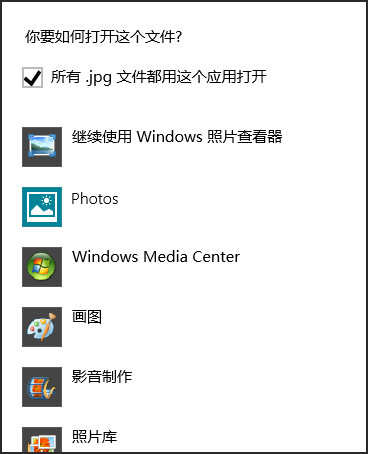 你要如何打开这个文件?
所有 .jpg 文件都用这个应用打开
继续使用 Windows 照片查看器
Photos
Windows Media Center
画图
影音制作
照片库